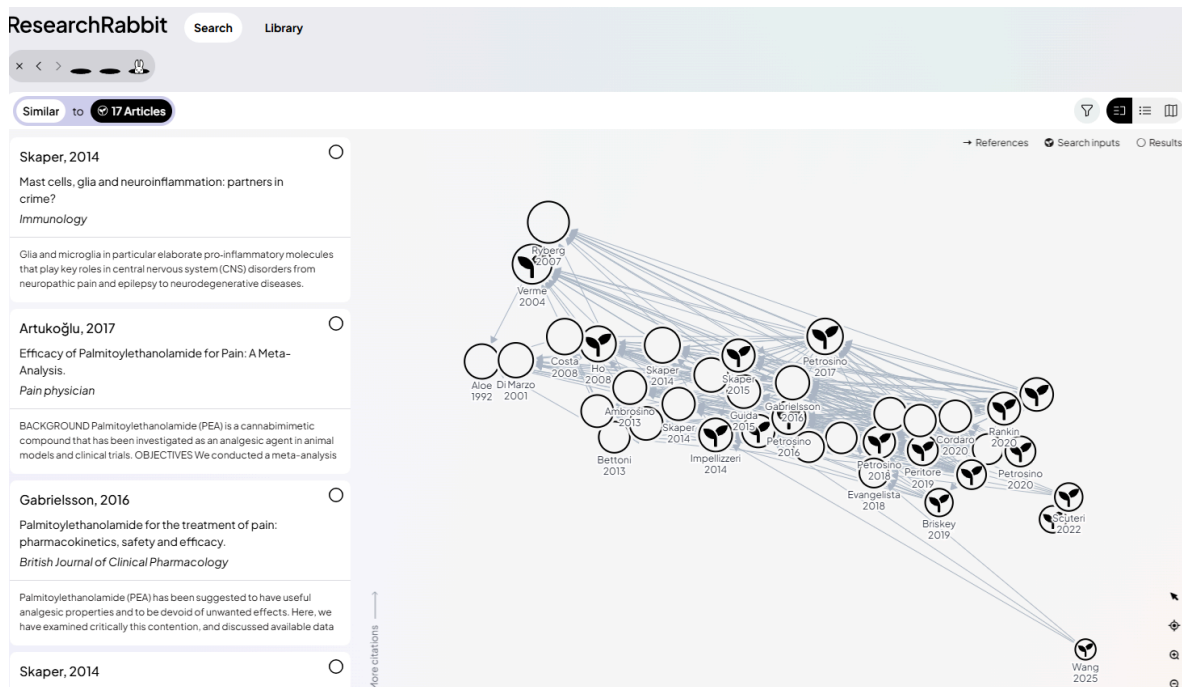 ResearchRabbit
Search
Library
Similar to 17 Articles
Skaper, 2014
Mast cells, glia and neuroinflammation: partners in
crime?
Immunology
Glia and microglia in particular elaborate pro-inflammatory molecules
that play key roles in central nervous system (CNS) disorders from
neuropathic pain and epilepsy to neurodegenerative diseases.
Artukoğlu, 2017
Efficacy of Palmitoylethanolamide for Pain: A Meta-
Analysis.
Pain physician
BACKGROUND Palmitoylethanolamide (PEA) is a cannabimimetic
compound that has been investigated as an analgesic agent in animal
models and clinical trials. OBJECTIVES We conducted a meta-analysis
Gabrielsson, 2016
Palmitoylethanolamide for the treatment of pain:
pharmacokinetics, safety and efficacy.
British Journal of Clinical Pharmacology
Palmitoylethanolamide (PEA) has been suggested to have useful
analgesic properties and to be devoid of unwanted effects. Here, we
have examined critically this contention, and discussed available data
Skaper, 2014
→ References
Search inputs
Results
Ryberg
2007
Verme
2004
Aloe
1992
Di Marzo
2001
Costa
2008
Ho
2008
Skaper
2014
Skaper
2015
Petrosino
2017
Ambrosino
2013
Skaper
2014
Guida
2015
Gabrielsson
2016
Bettoni
2013
Impellizzeri
2014
Petrosino
2016
Petrosino
2018
Peritore
2019
Cordaro
2020
Rankin
2020
Petrosino
2020
Evangelista
2018
Briskey
2019
Scuteri
2022
Wang
2025
More citations